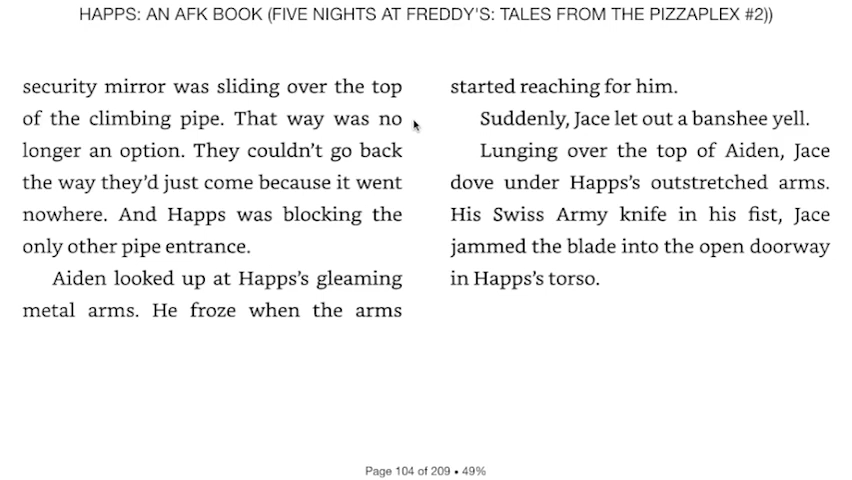 HAPPS: AN AFK BOOK (FIVE NIGHTS AT FREDDY'S: TALES FROM THE PIZZAPLEX #2))
security mirror was sliding over the top
of the climbing pipe. That way was no
longer an option. They couldn’t go back
the way they’d just come because it went
nowhere. And Happs was blocking the
only other pipe entrance.
Aiden looked up at Happs’s gleaming
metal arms. He froze when the arms
started reaching for him.
Suddenly, Jace let out a banshee yell.
Lunging over the top of Aiden, Jace
dove under Happs’s outstretched arms.
His Swiss Army knife in his fist, Jace
jammed the blade into the open doorway
in Happs’s torso.
Page 104 of 209 • 49%